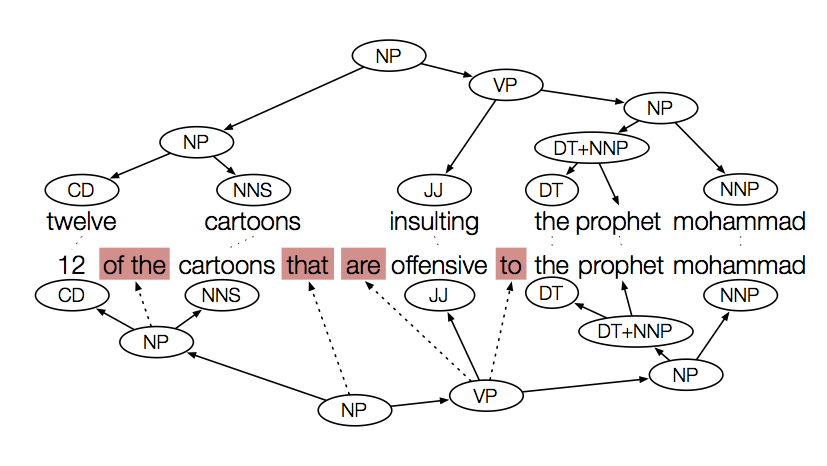 NP
VP
NP
NP
DT+NNP
CD
NNS
JJ
DT
NNP
twelve cartoons insulting the prophet mohammad
12 of the cartoons that are offensive to the prophet mohammad
CD
NNS
JJ
DT
NNP
DT+NNP
NP
NP
VP
NP